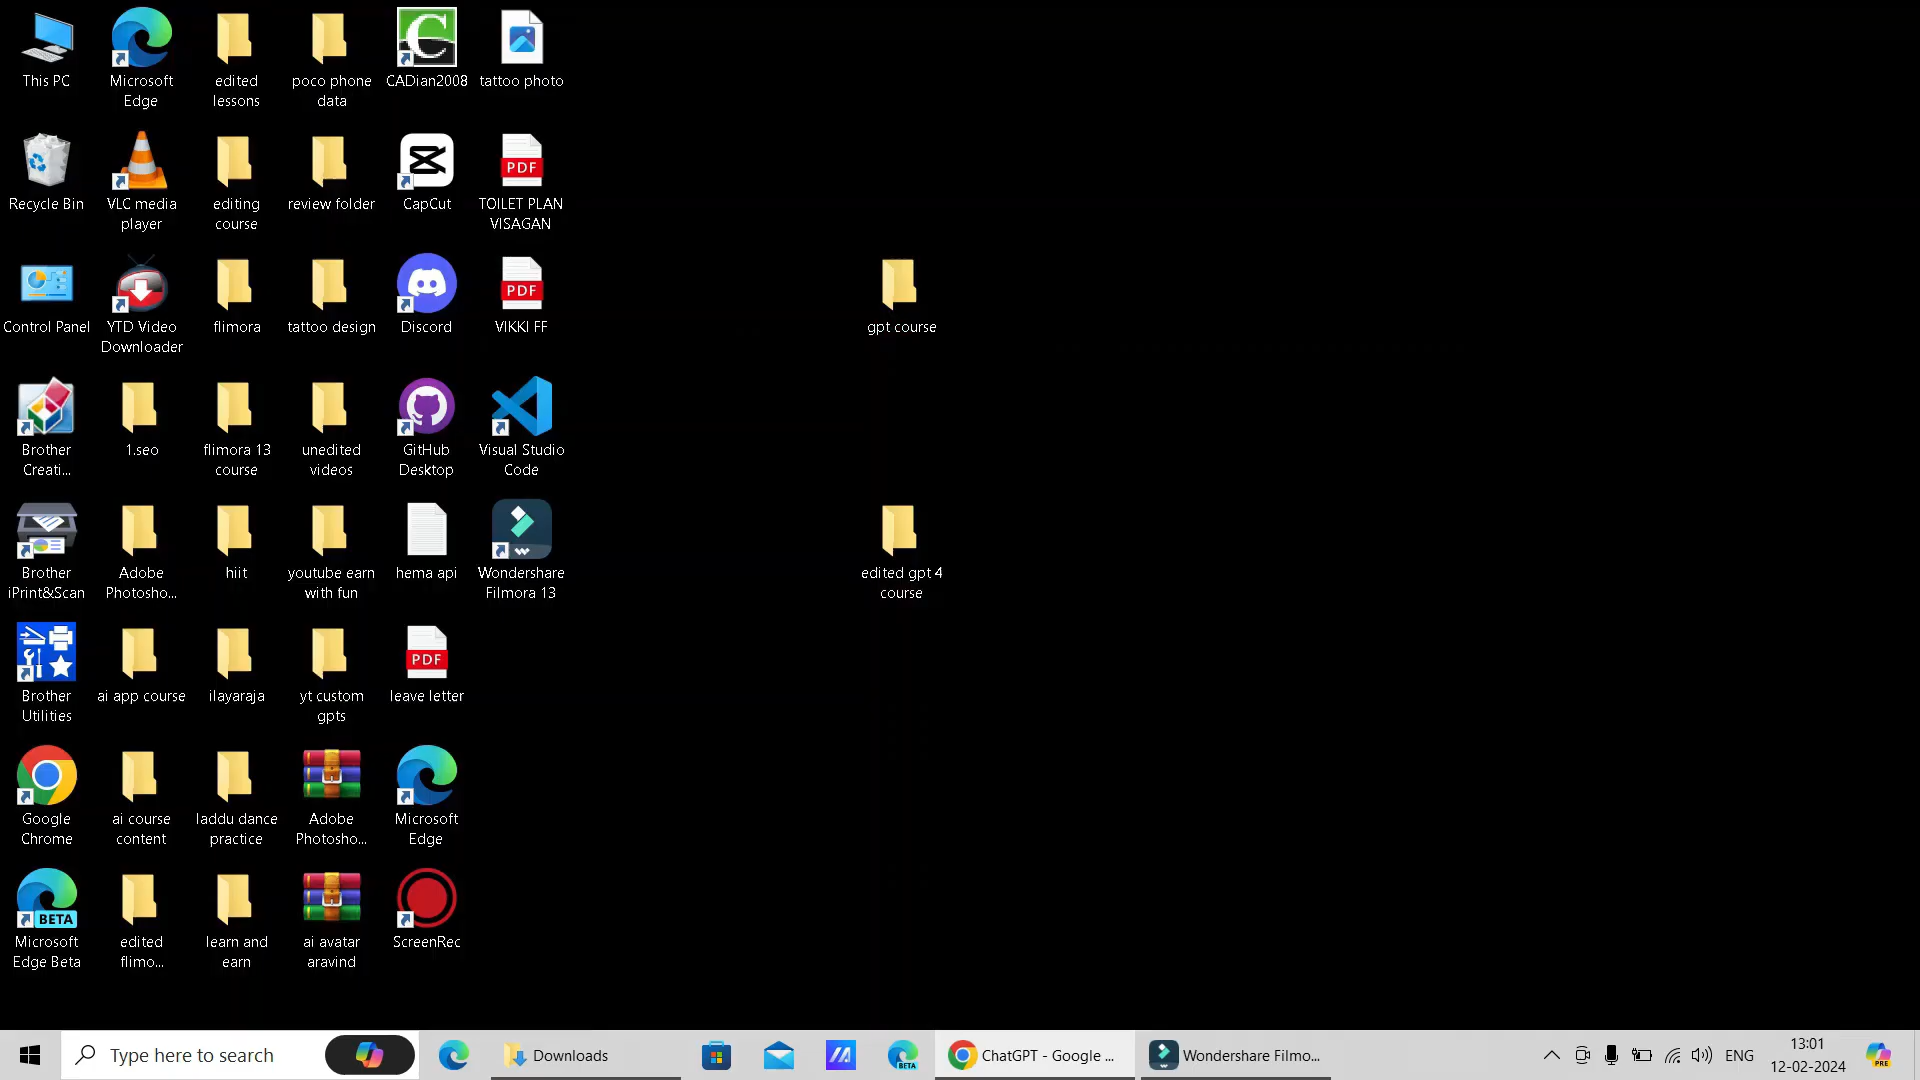 This PC
Microsoft
Edge
edited
lessons
poco phone
data
CADian2008
tattoo photo
Recycle Bin
VLC media
player
editing
course
review folder
CapCut
PDF
TOILET PLAN
VISAGAN
Control Panel
YTD Video
Downloader
flimora
tattoo design
Discord
PDF
VIKKI FF
gpt course
Brother
Creati...
1.seo
flimora 13
course
unedited
videos
GitHub
Desktop
Visual Studio
Code
Brother
iPrint&Scan
Adobe
Photosho...
hiit
youtube earn
with fun
hema api
Wondershare
Filmora 13
edited gpt 4
course
Brother
Utilities
ai app course
ilayaraja
yt custom
gpts
PDF
leave letter
Google
Chrome
ai course
content
laddu dance
practice
Adobe
Photosho...
Microsoft
Edge
BETA
Microsoft
Edge Beta
edited
flimo...
learn and
earn
ai avatar
aravind
ScreenRec
Type here to search
Downloads
BETA
ChatGPT - Google ...
Wondershare Filmo...
ENG
13:01
12-02-2024
PRE